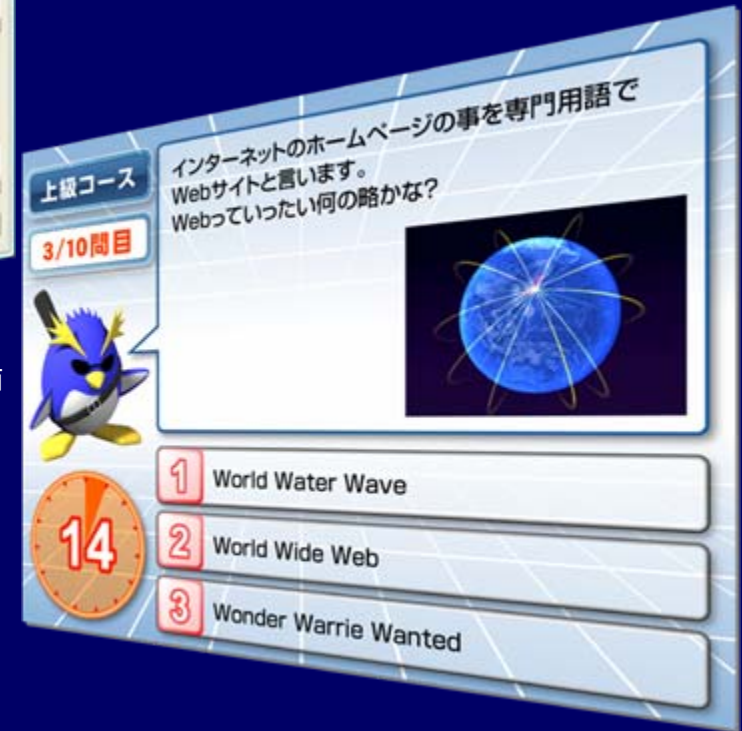 上級コース
3/10問目
インターネットのホームページの事を専門用語で
Webサイトと言います。
Webっていったい何の略かな?
14
1 World Water Wave
2 World Wide Web
3 Wonder Warrie Wanted